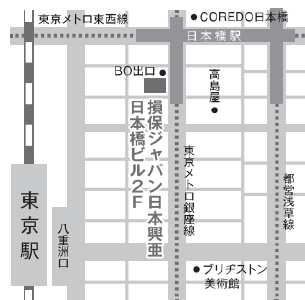 東京メトロ東西線
●COREDO日本橋
日本橋駅
BO出口●
高島屋●
損保ジャパン日本興亜
日本橋ビル2F
東京メトロ銀座線
都営浅草線
東京駅
八重洲口
●ブリヂストン
美術館